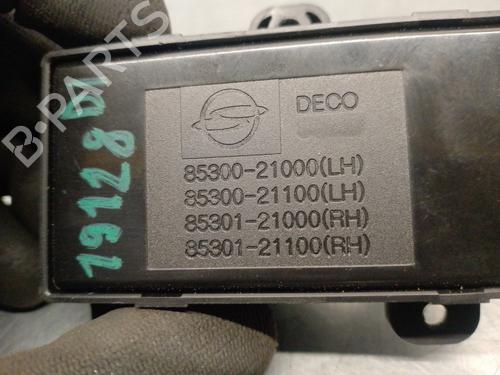 DECO
85300-21000(LH)
85300-21100(LH)
85301-21000(RH)
85301-21100(RH)
19128
B-PARTS